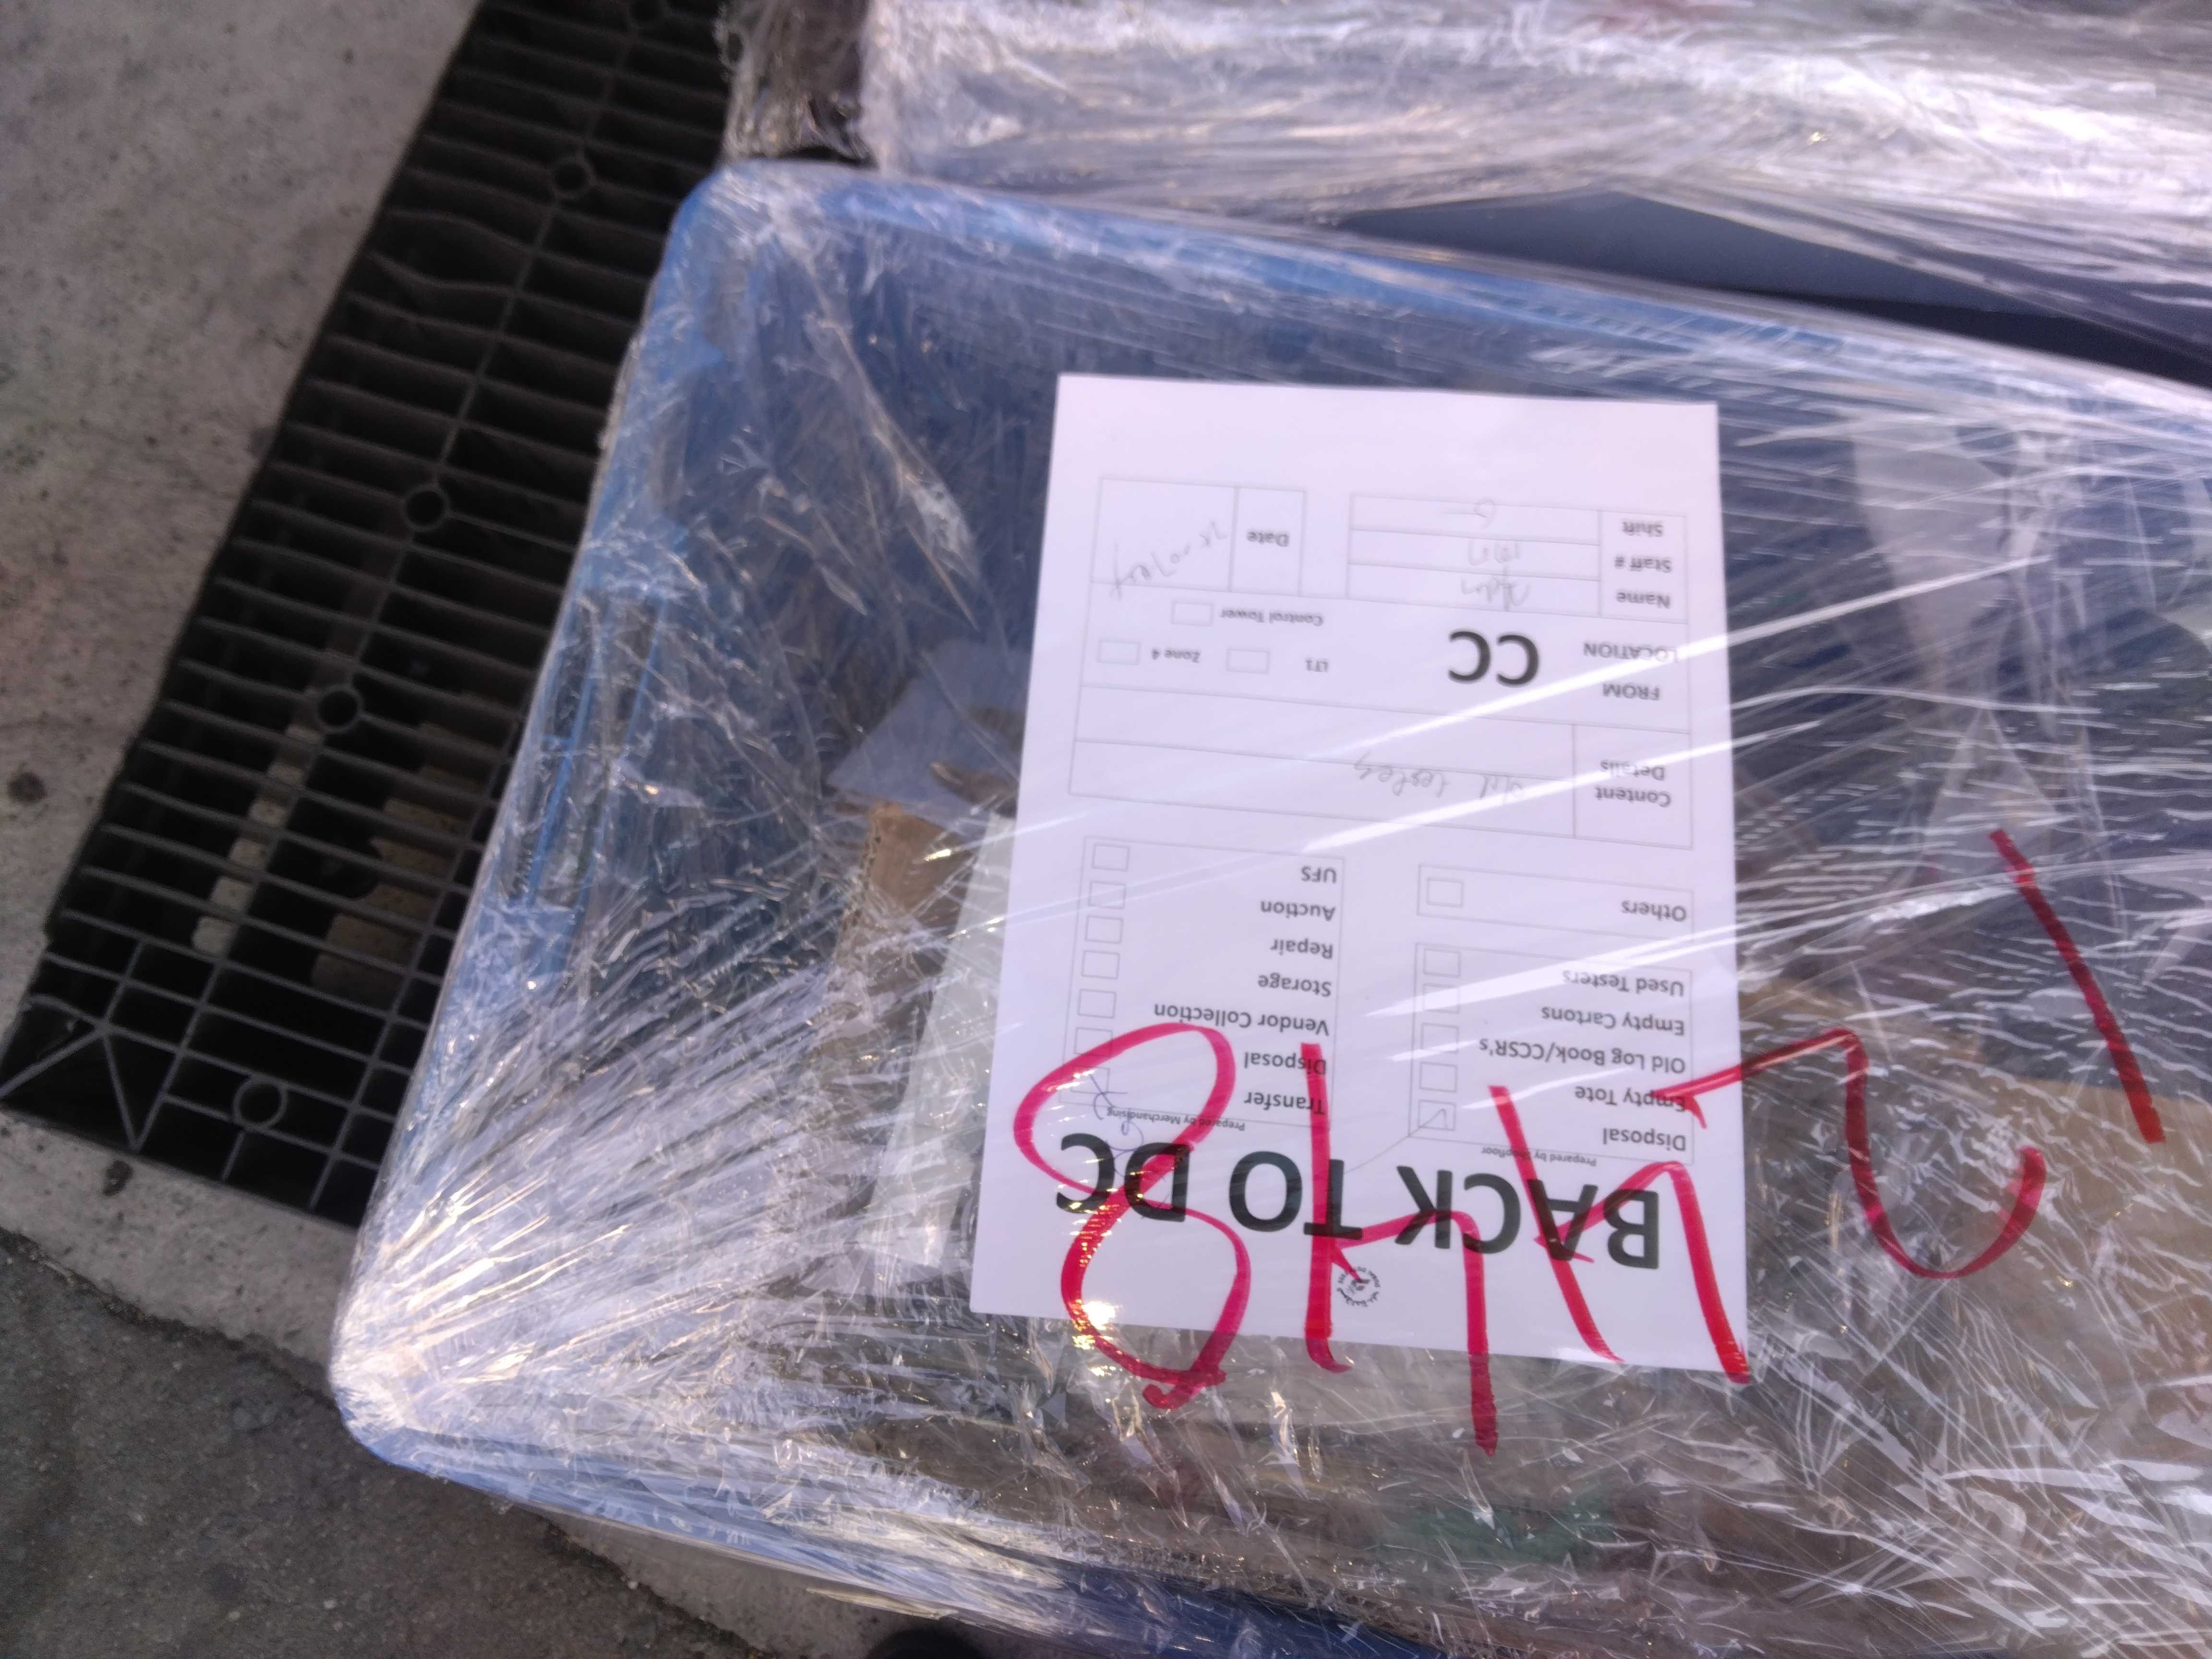 BACK TO DC
Prepared by Shopfloor
Disposal
Empty Tote
Old Log Book/CCSR's
Empty Cartons
Used Testers
Others
Prepared by Merchandising
Transfer
Disposal
Vendor Collection
Storage
Repair
Auction
UFS
Content
Details
old testers
FROM
LOCATION
CC
LT1
Zone 4
Control Tower
Name
Staff #
Shift
Date